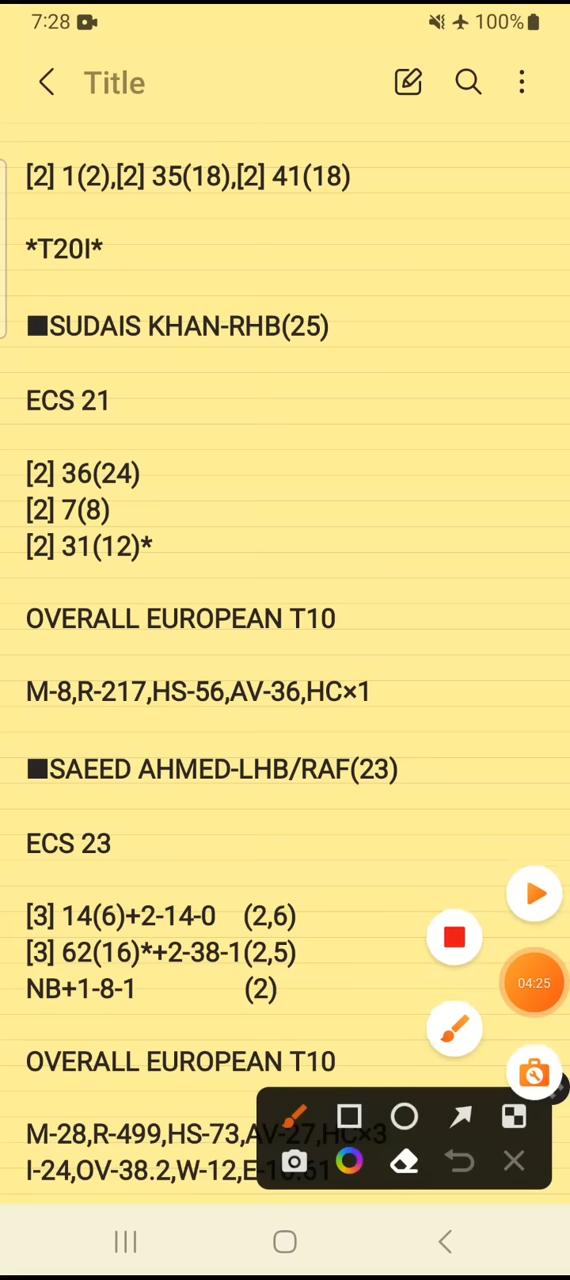 7:28 100%
Title
[2] 1(2),[2] 35(18),[2] 41(18)
*T20I*
■SUDAIS KHAN-RHB(25)
ECS 21
[2] 36(24)
[2] 7(8)
[2] 31(12)*
OVERALL EUROPEAN T10
M-8,R-217,HS-56,AV-36,HC×1
■SAEED AHMED-LHB/RAF(23)
ECS 23
[3] 14(6)+2-14-0 (2,6)
[3] 62(16)*+2-38-1(2,5)
NB+1-8-1 (2)
04:25
OVERALL EUROPEAN T10
M-28,R-499,HS-73,AV-27,HC×3
I-24,OV-38.2,W-12,E-